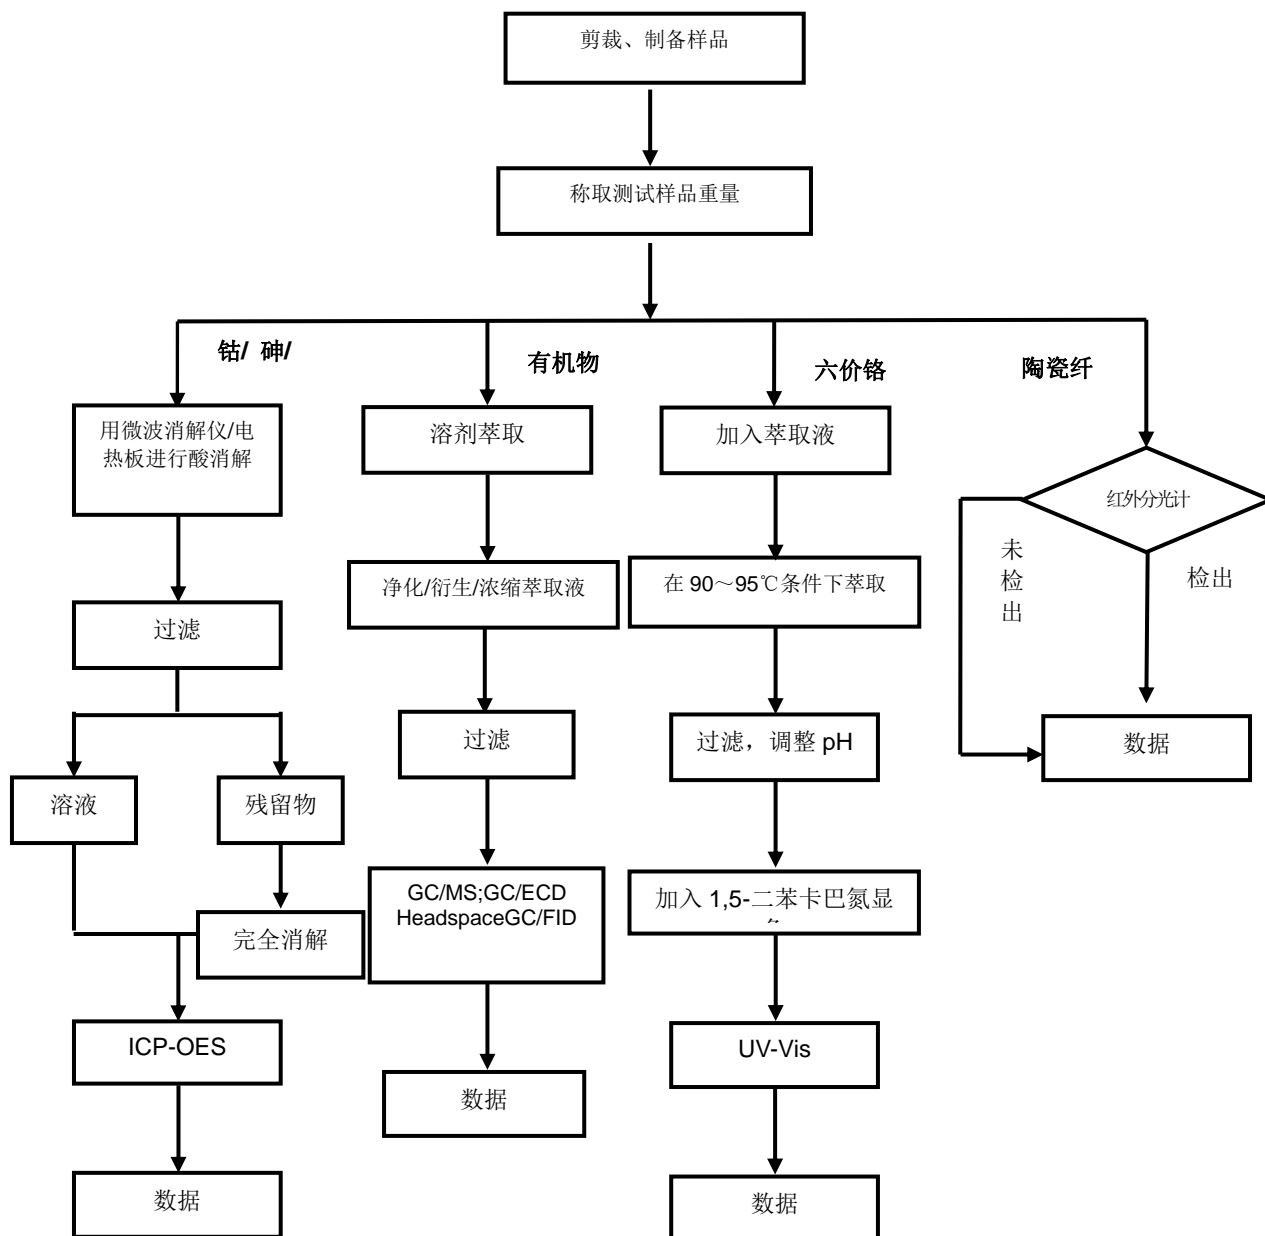 剪裁、制备样品
称取测试样品重量
钴/ 砷/
有机物
六价铬
陶瓷纤
用微波消解仪/电
热板进行酸消解
溶剂萃取
加入萃取液
红外分光计
未
检
出
检出
净化/衍生/浓缩萃取液
在 90～95℃条件下萃取
过滤
过滤
过滤，调整 pH
数据
溶液
残留物
GC/MS;GC/ECD
HeadspaceGC/FID
加入 1,5-二苯卡巴氮显
完全消解
ICP-OES
UV-Vis
数据
数据
数据